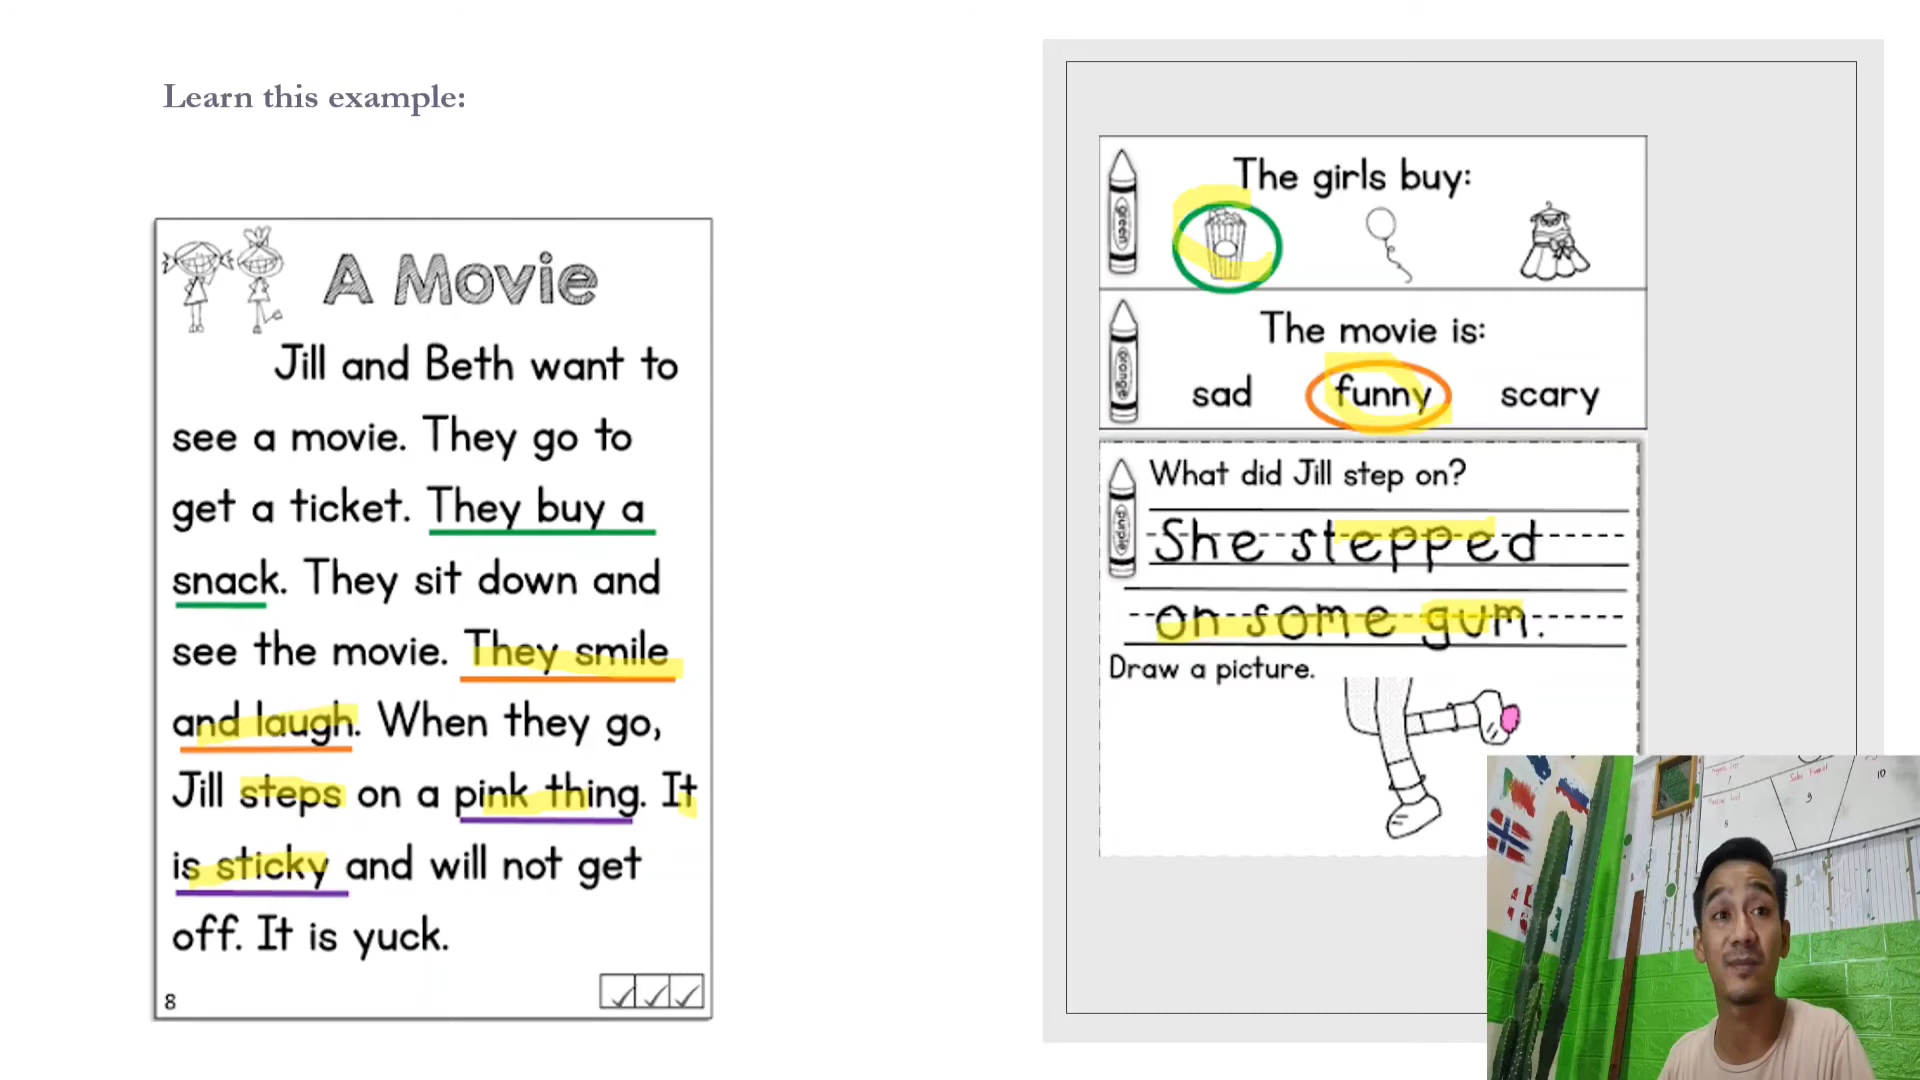 Learn this example:
A Movie
Jill and Beth want to
see a movie. They go to
get a ticket. They buy a
snack. They sit down and
see the movie. They smile
and laugh. When they go,
Jill steps on a pink thing. It
is sticky and will not get
off. It is yuck.
8
green
The girls buy:
orange
The movie is:
sad funny scary
purple
What did Jill step on?
She stepped
on some gum.
Draw a picture.
10
9